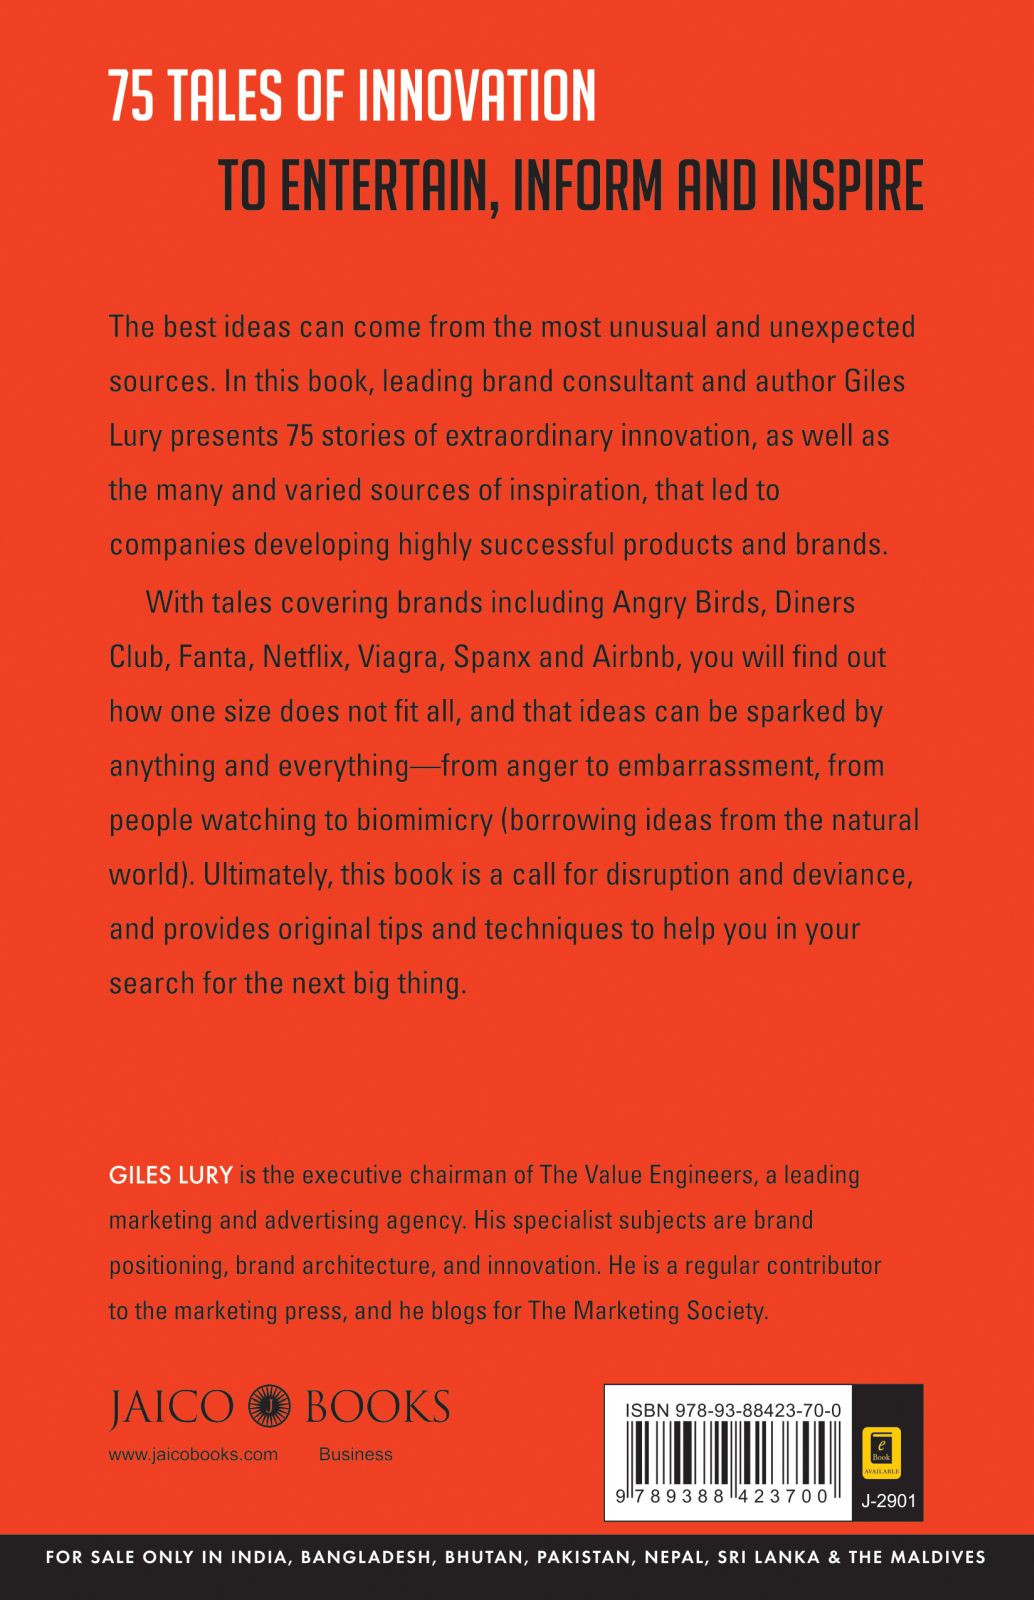 75 TALES OF INNOVATION
TO ENTERTAIN, INFORM AND INSPIRE
The best ideas can come from the most unusual and unexpected
sources. In this book, leading brand consultant and author Giles
Lury presents 75 stories of extraordinary innovation, as well as
the many and varied sources of inspiration, that led to
companies developing highly successful products and brands.
With tales covering brands including Angry Birds, Diners
Club, Fanta, Netflix, Viagra, Spanx and Airbnb, you will find out
how one size does not fit all, and that ideas can be sparked by
anything and everything—from anger to embarrassment, from
people watching to biomimicry (borrowing ideas from the natural
world). Ultimately, this book is a call for disruption and deviance,
and provides original tips and techniques to help you in your
search for the next big thing.
GILES LURY is the executive chairman of The Value Engineers, a leading
marketing and advertising agency. His specialist subjects are brand
positioning, brand architecture, and innovation. He is a regular contributor
to the marketing press, and he blogs for The Marketing Society.
JAICO J BOOKS
www.jaicobooks.com Business
ISBN 978-93-88423-70-0
9 789388 423700
e
Book
AVAILABLE
J-2901
FOR SALE ONLY IN INDIA, BANGLADESH, BHUTAN, PAKISTAN, NEPAL, SRI LANKA & THE MALDIVES